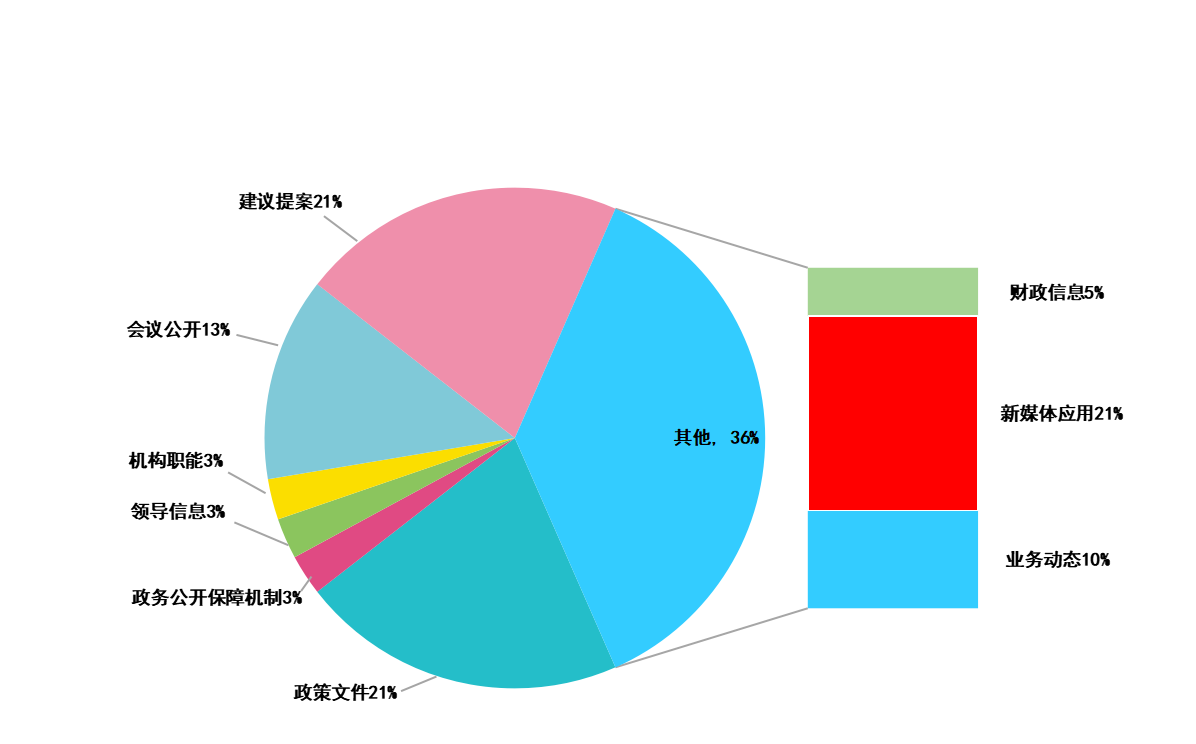 建议提案21%
财政信息5%
会议公开13%
新媒体应用21%
其他，36%
机构职能3%
领导信息3%
业务动态10%
政务公开保障机制3%
政策文件21%